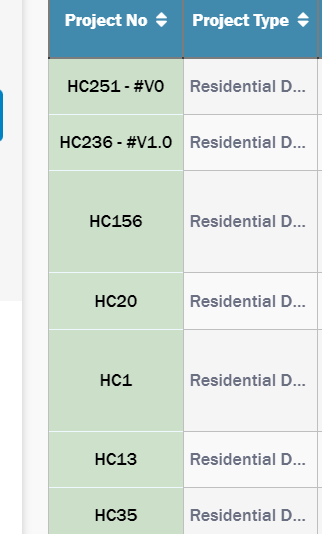 Project No Project Type
HC251 - #V0 Residential D...
HC236 - #V1.0 Residential D...
HC156 Residential D...
HC20 Residential D...
HC1 Residential D...
HC13 Residential D...
HC35 Residential D...